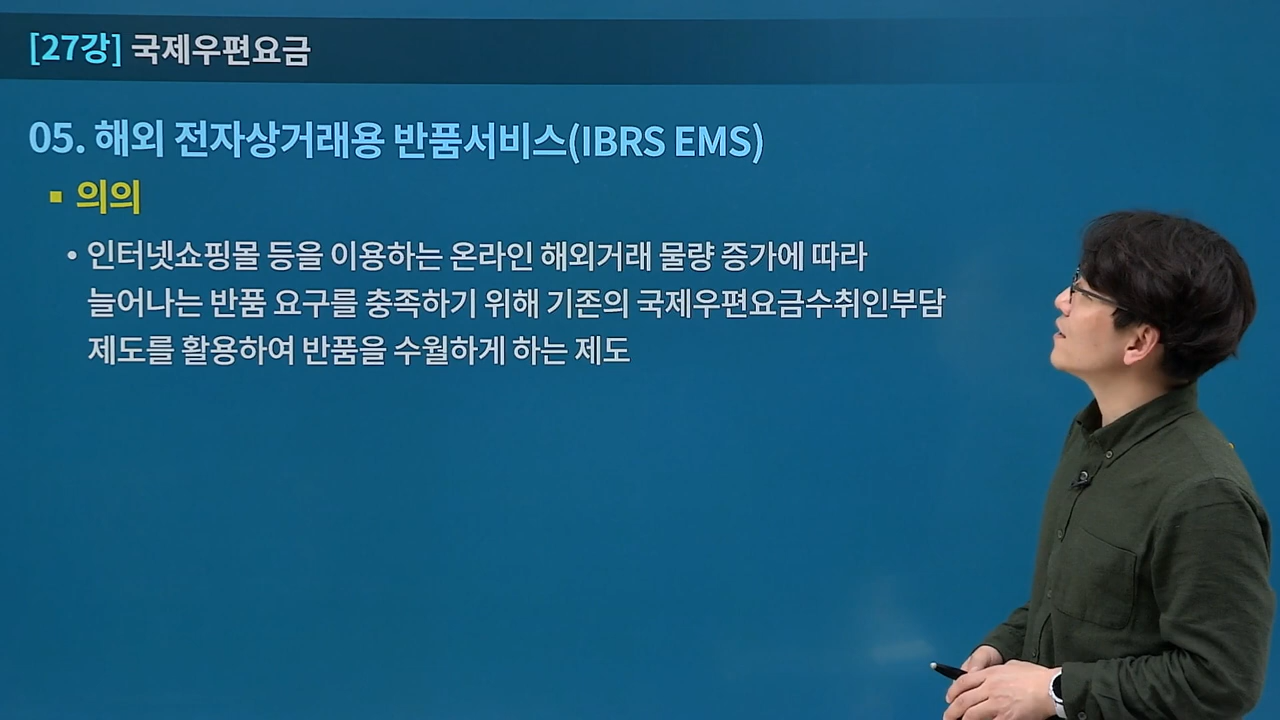 [27강] 국제우편요금
05. 해외 전자상거래용 반품서비스(IBRS EMS)
▪ 의의
• 인터넷쇼핑몰 등을 이용하는 온라인 해외거래 물량 증가에 따라
늘어나는 반품 요구를 충족하기 위해 기존의 국제우편요금수취인부담
제도를 활용하여 반품을 수월하게 하는 제도